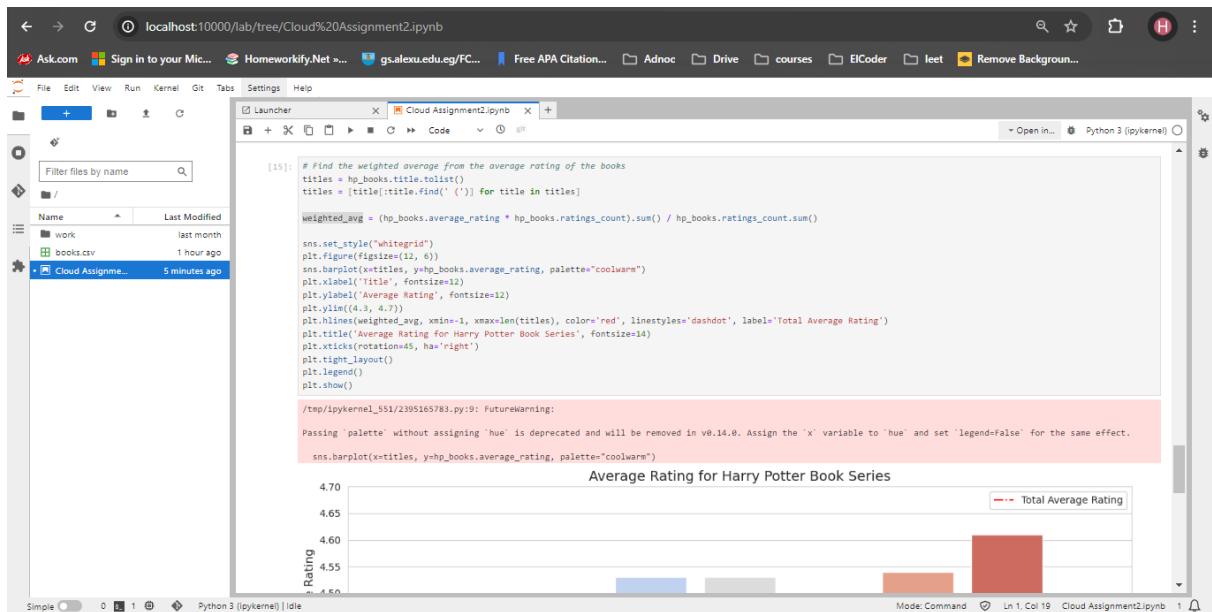 localhost:10000/lab/tree/Cloud%20Assignment2.ipynb
H
Ask.com
Sign in to your Mic...
Homeworkify.Net »...
gs.alexu.edu.eg/FC...
Free APA Citation...
Adnoc
Drive
courses
ElCoder
leet
Remove Backgroun...
File Edit View Run Kernel Git Tabs Settings Help
Filter files by name
/
Name Last Modified
work last month
books.csv 1 hour ago
Cloud Assignme... 5 minutes ago
Launcher
Cloud Assignment2.ipynb
Code
git
Open in...
Python 3 (ipykernel)
[15]:
# Find the weighted average from the average rating of the books
titles = hp_books.title.tolist()
titles = [title[:title.find(' (')] for title in titles]
weighted_avg = (hp_books.average_rating * hp_books.ratings_count).sum() / hp_books.ratings_count.sum()
sns.set_style("whitegrid")
plt.figure(figsize=(12, 6))
sns.barplot(x=titles, y=hp_books.average_rating, palette="coolwarm")
plt.xlabel('Title', fontsize=12)
plt.ylabel('Average Rating', fontsize=12)
plt.ylim((4.3, 4.7))
plt.hlines(weighted_avg, xmin=-1, xmax=len(titles), color='red', linestyles='dashdot', label='Total Average Rating')
plt.title('Average Rating for Harry Potter Book Series', fontsize=14)
plt.xticks(rotation=45, ha='right')
plt.tight_layout()
plt.legend()
plt.show()
/tmp/ipykernel_551/2395165783.py:9: FutureWarning:
Passing `palette` without assigning `hue` is deprecated and will be removed in v0.14.0. Assign the `x` variable to `hue` and set `legend=False` for the same effect.
sns.barplot(x=titles, y=hp_books.average_rating, palette="coolwarm")
Average Rating for Harry Potter Book Series
Total Average Rating
4.70
4.65
4.60
4.55
4.50
Rating
Simple
0
1
Python 3 (ipykernel) | Idle
Mode: Command
Ln 1, Col 19
Cloud Assignment2.ipynb
1